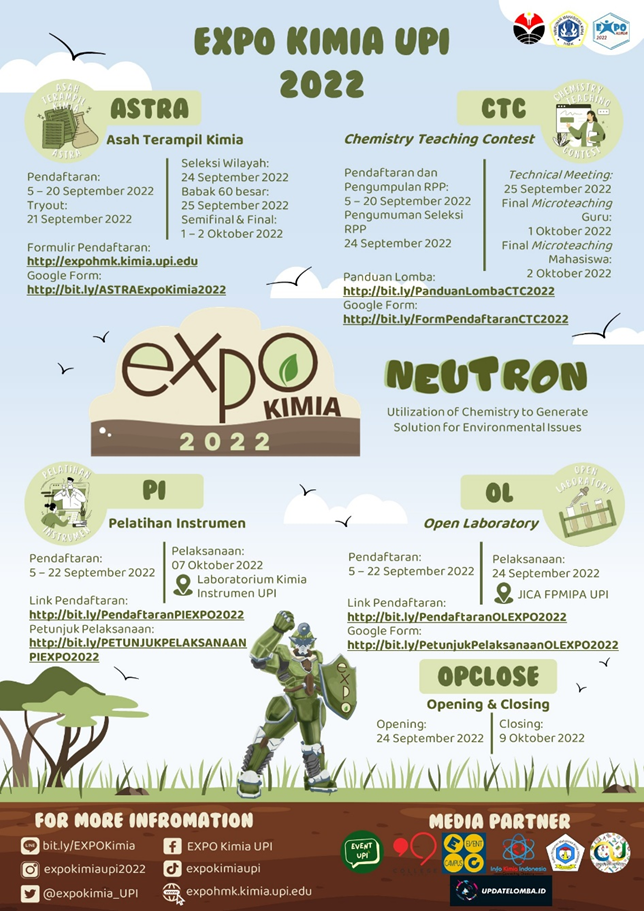 EXPO KIMIA UPI
2022
EXPO
2022 KIMIA
ASAH
TERAMPIL
KIMIA
ASTRA
ASTRA
Asah Terampil Kimia
Pendaftaran:
5 – 20 September 2022
Tryout:
21 September 2022
Seleksi Wilayah:
24 September 2022
Babak 60 besar:
25 September 2022
Semifinal & Final:
1 – 2 Oktober 2022
Formulir Pendaftaran:
http://expohmk.kimia.upi.edu
Google Form:
http://bit.ly/ASTRAExpoKimia2022
CTC
CHEMISTRY TEACHING
CONTEST
Chemistry Teaching Contest
Pendaftaran dan
Pengumpulan RPP:
5 – 20 September 2022
Pengumuman Seleksi
RPP
24 September 2022
Technical Meeting:
25 September 2022
Final Microteaching
Guru:
1 Oktober 2022
Final Microteaching
Mahasiswa:
2 Oktober 2022
Panduan Lomba:
http://bit.ly/PanduanLombaCTC2022
Google Form:
http://bit.ly/FormPendaftaranCTC2022
expo
KIMIA
2022
NEUTRON
Utilization of Chemistry to Generate
Solution for Environmental Issues
PELATIHAN
INSTRUMEN
PI
Pelatihan Instrumen
Pendaftaran:
5 – 22 September 2022
Pelaksanaan:
07 Oktober 2022
Laboratorium Kimia
Instrumen UPI
Link Pendaftaran:
http://bit.ly/PendaftaranPIEXPO2022
Petunjuk Pelaksanaan:
http://bit.ly/PETUNJUKPELAKSANAAN
PIEXPO2022
OL
OPEN
LABORATORY
Open Laboratory
Pendaftaran:
5 – 22 September 2022
Pelaksanaan:
24 September 2022
JICA FPMIPA UPI
Link Pendaftaran:
http://bit.ly/PendaftaranOLEXPO2022
Google Form:
http://bit.ly/PetunjukPelaksanaanOLEXPO2022
EXPO
OPCLOSE
Opening & Closing
Opening:
24 September 2022
Closing:
9 Oktober 2022
FOR MORE INFROMATION
LINE
bit.ly/EXPOKimia
EXPO Kimia UPI
expokimiaupi2022
expokimiaupi
@expokimia_UPI
expohmk.kimia.upi.edu
MEDIA PARTNER
EVENT
UPI
EVENT
CAMPUS
Info Kimia Indonesia
UPDATELOMBA.ID